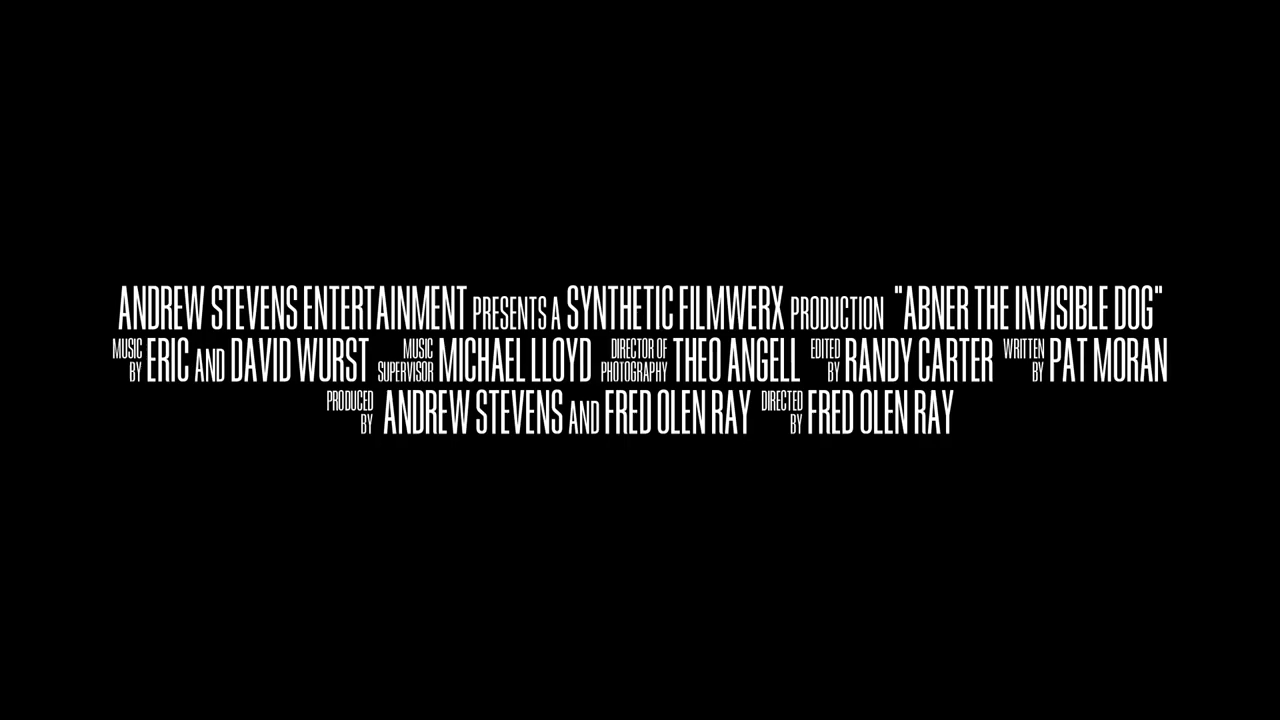 ANDREW STEVENS ENTERTAINMENT PRESENTS A SYNTHETIC FILMWERX PRODUCTION "ABNER THE INVISIBLE DOG"
MUSIC BY ERIC AND DAVID WURST MUSIC SUPERVISOR MICHAEL LLOYD DIRECTOR OF PHOTOGRAPHY THEO ANGELL EDITED BY RANDY CARTER WRITTEN BY PAT MORAN
PRODUCED BY ANDREW STEVENS AND FRED OLEN RAY DIRECTED BY FRED OLEN RAY